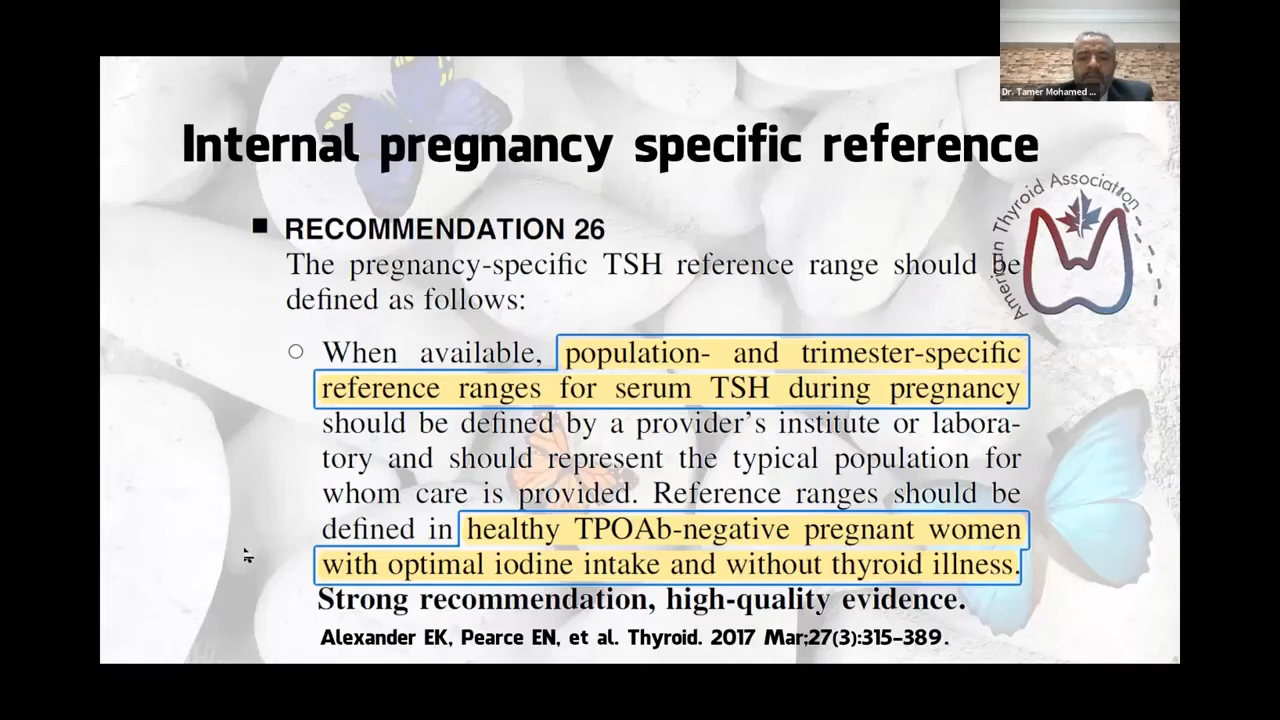 Dr. Tamer Mohamed ...
Internal pregnancy specific reference
American Thyroid Association
■ RECOMMENDATION 26
The pregnancy-specific TSH reference range should be
defined as follows:
○ When available, population- and trimester-specific
reference ranges for serum TSH during pregnancy
should be defined by a provider's institute or labora-
tory and should represent the typical population for
whom care is provided. Reference ranges should be
defined in healthy TPOAb-negative pregnant women
with optimal iodine intake and without thyroid illness.
Strong recommendation, high-quality evidence.
Alexander EK, Pearce EN, et al. Thyroid. 2017 Mar;27(3):315-389.